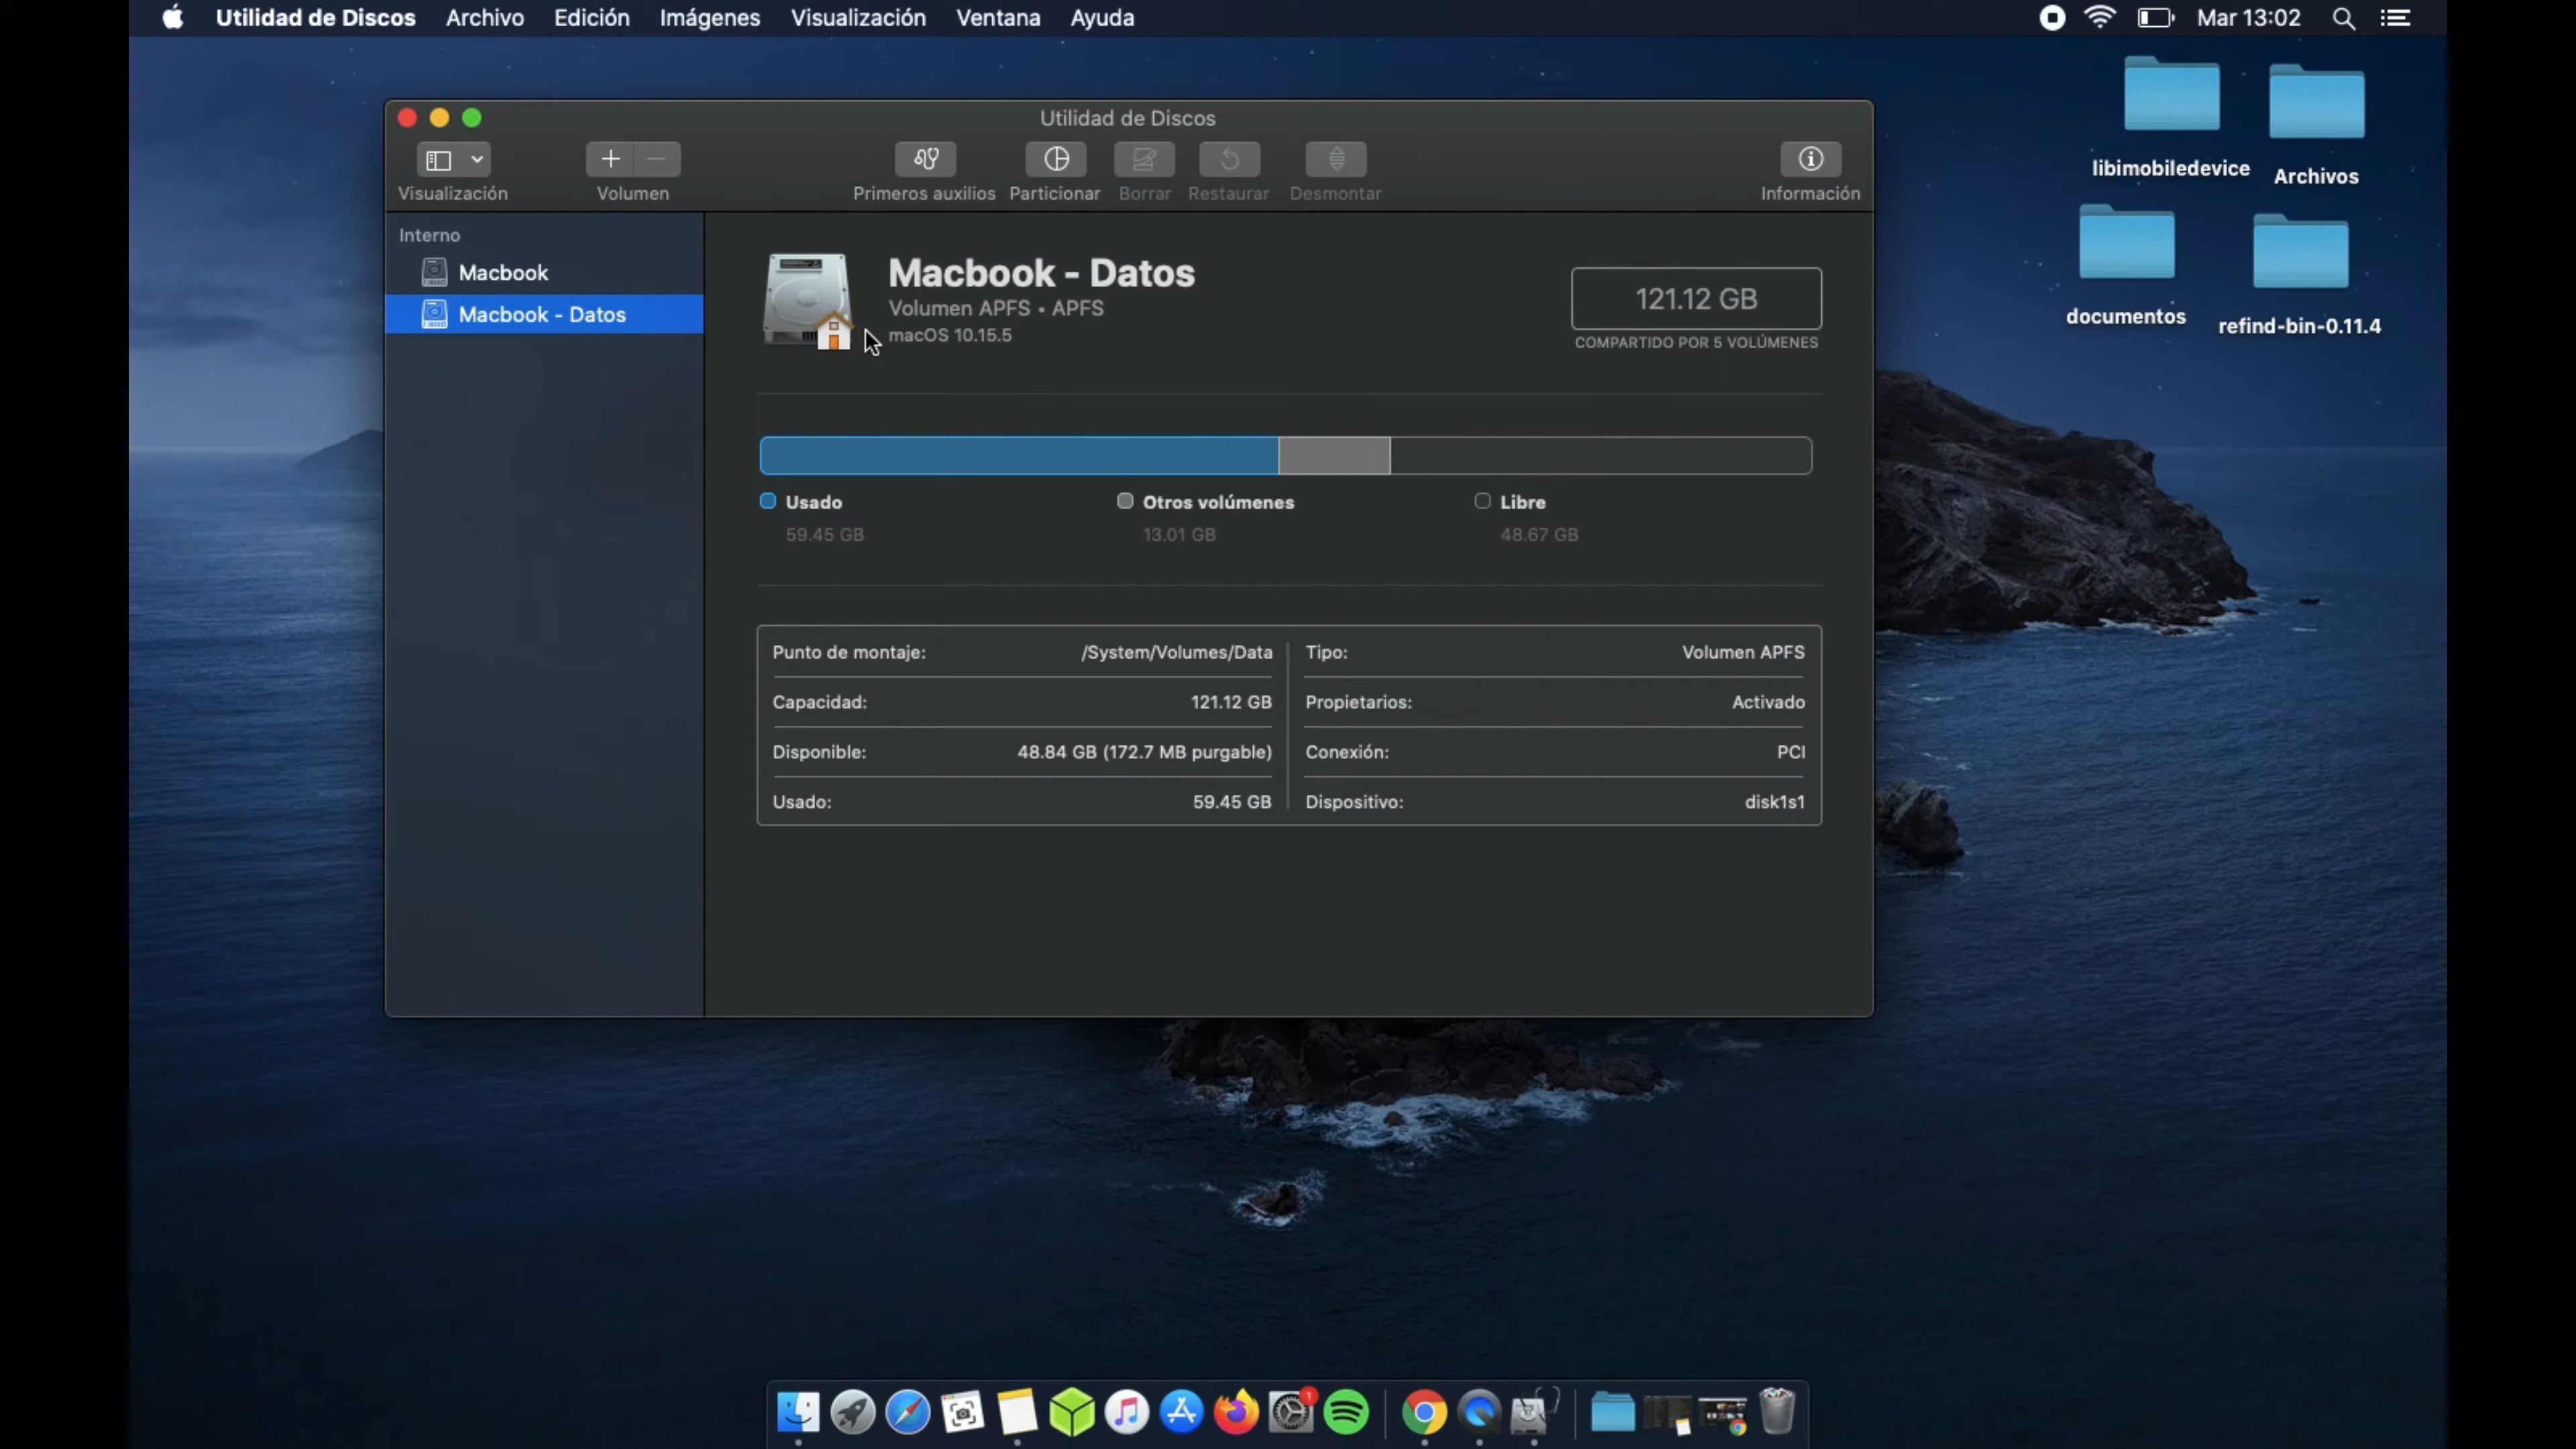 Utilidad de Discos Archivo Edición Imágenes Visualización Ventana Ayuda Mar 13:02
Utilidad de Discos
Visualización Volumen Primeros auxilios Particionar Borrar Restaurar Desmontar Información
libimobiledevice Archivos
documentos refind-bin-0.11.4
Interno
Macbook
Macbook - Datos
Macbook - Datos
Volumen APFS • APFS
macOS 10.15.5
121.12 GB
COMPARTIDO POR 5 VOLÚMENES
Usado Otros volúmenes Libre
59.45 GB 13.01 GB 48.67 GB
Punto de montaje: /System/Volumes/Data Tipo: Volumen APFS
Capacidad: 121.12 GB Propietarios: Activado
Disponible: 48.84 GB (172.7 MB purgable) Conexión: PCI
Usado: 59.45 GB Dispositivo: disk1s1
1